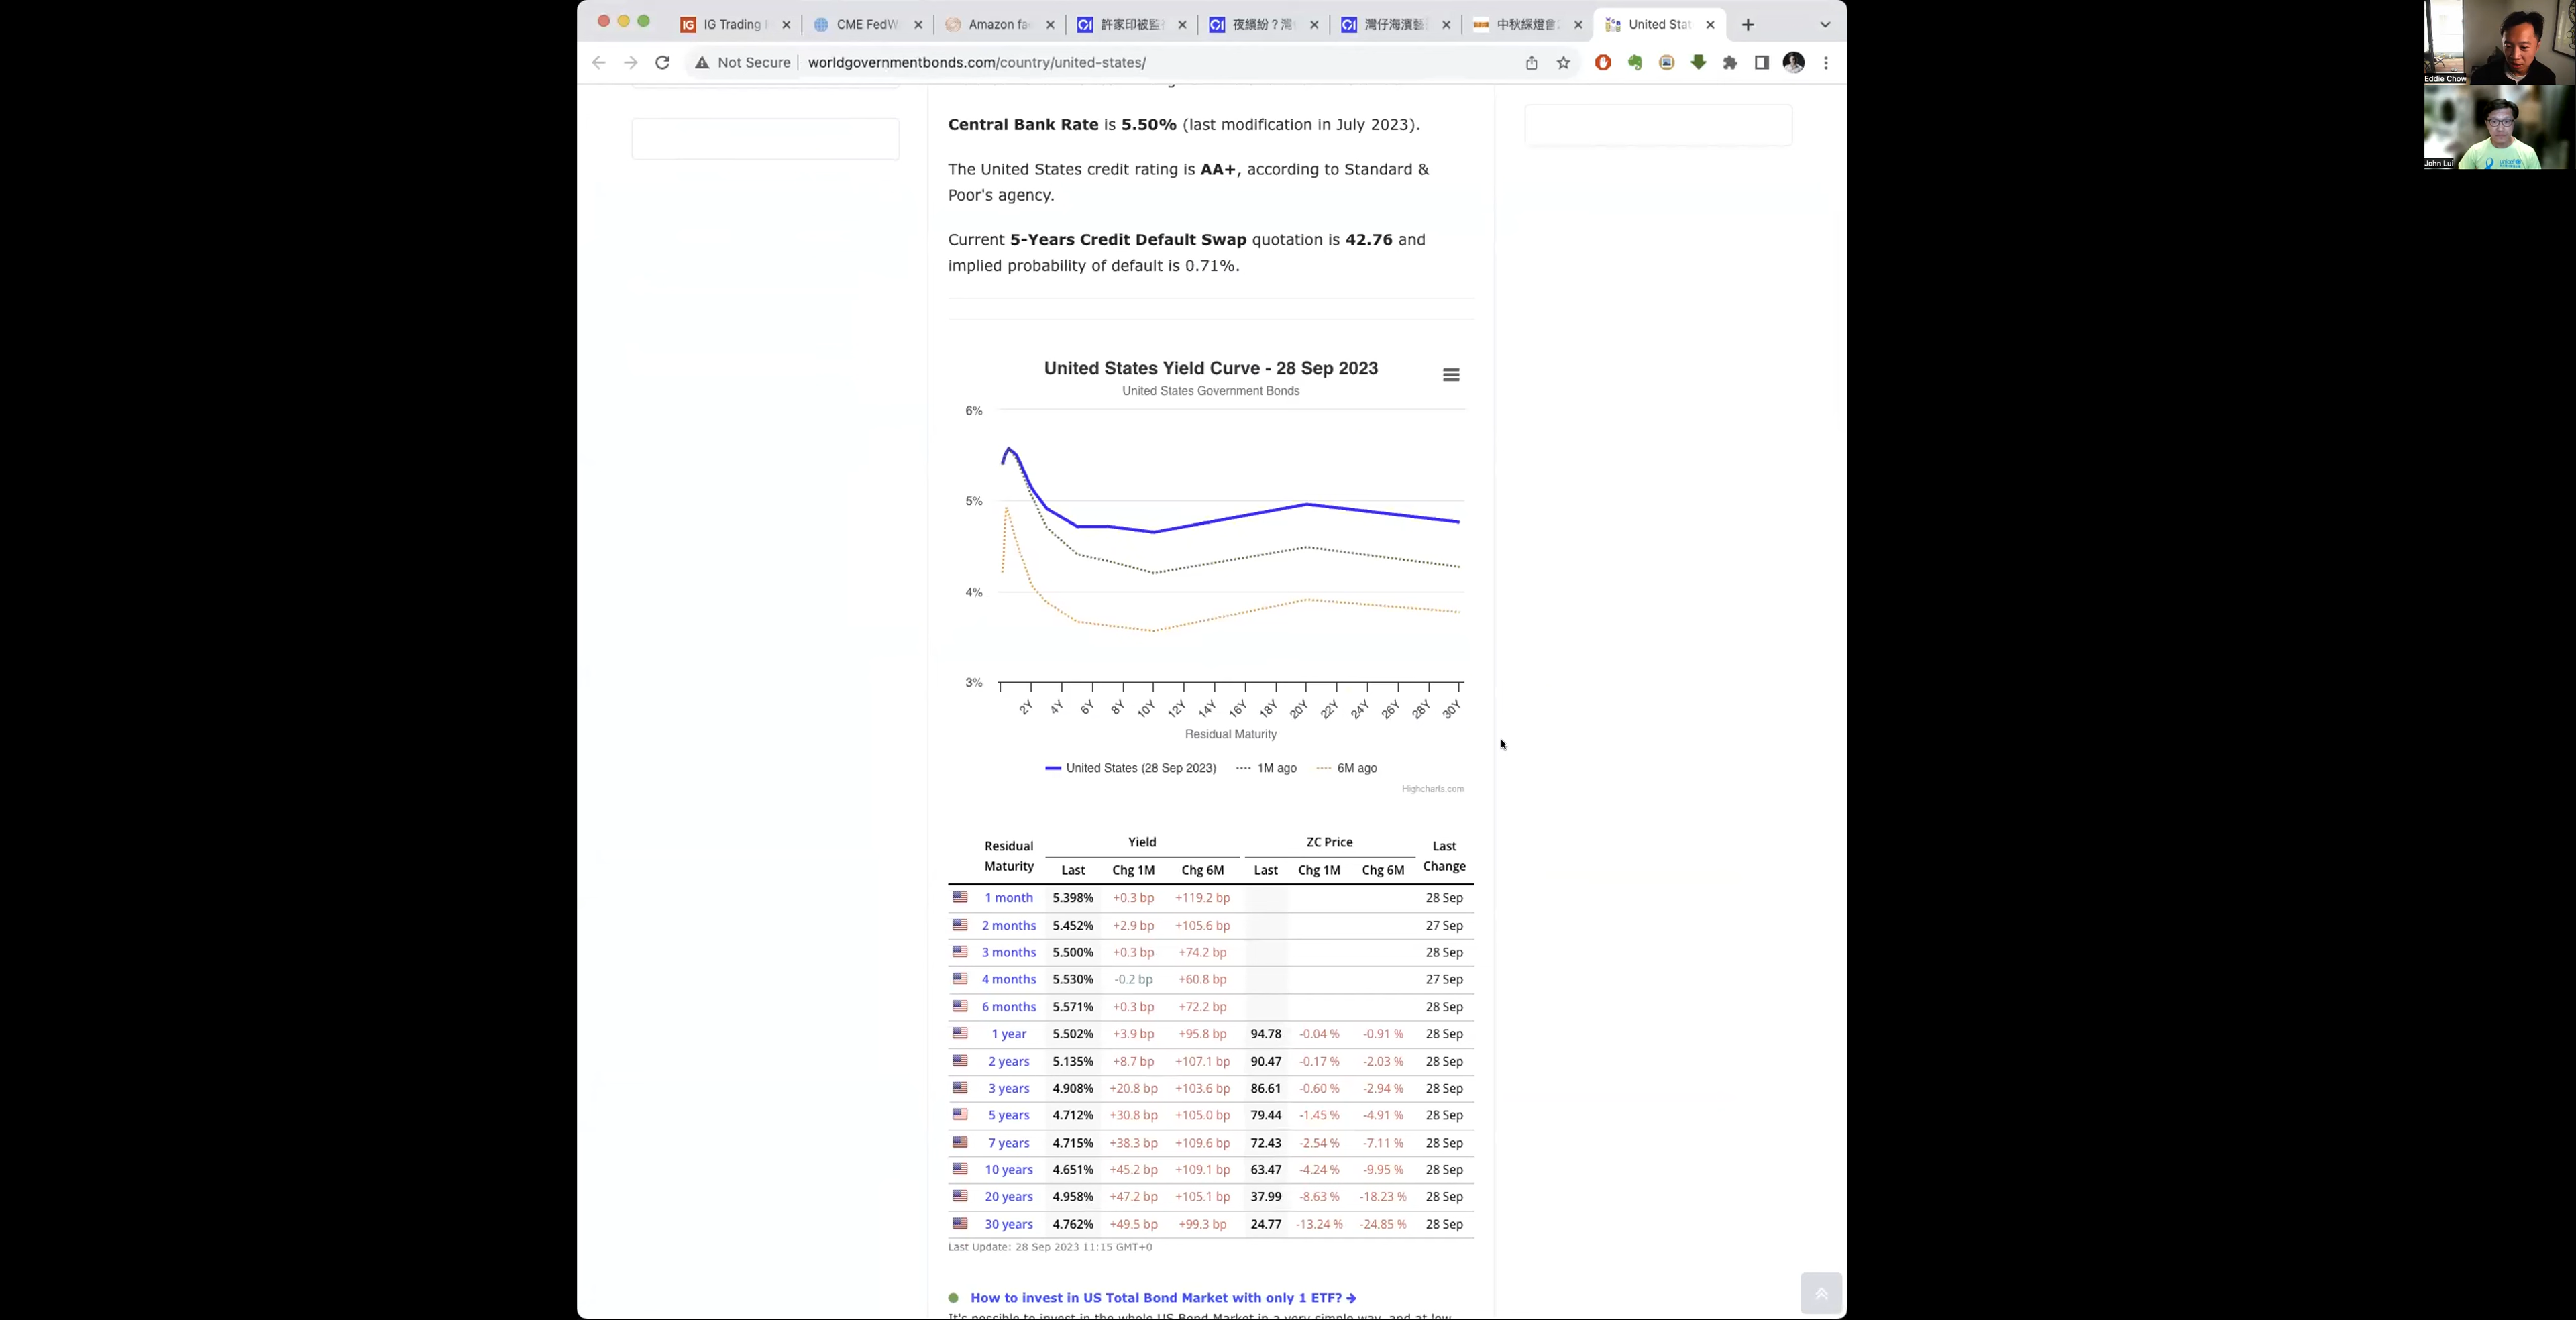 IG Trading
CME FedW
Amazon fa
許家印被監
夜繽紛？灣
灣仔海濱藝
中秋綵燈會
United Stat
Not Secure
worldgovernmentbonds.com/country/united-states/
Eddie Chow
John Lui
Central Bank Rate is 5.50% (last modification in July 2023).
The United States credit rating is AA+, according to Standard &
Poor's agency.
Current 5-Years Credit Default Swap quotation is 42.76 and
implied probability of default is 0.71%.
United States Yield Curve - 28 Sep 2023
United States Government Bonds
6%
5%
4%
3%
2Y 4Y 6Y 8Y 10Y 12Y 14Y 16Y 18Y 20Y 22Y 24Y 26Y 28Y 30Y
Residual Maturity
United States (28 Sep 2023) 1M ago 6M ago
Highcharts.com
Residual Maturity Yield ZC Price Last Change
Last Chg 1M Chg 6M Last Chg 1M Chg 6M
1 month 5.398% +0.3 bp +119.2 bp 28 Sep
2 months 5.452% +2.9 bp +105.6 bp 27 Sep
3 months 5.500% +0.3 bp +74.2 bp 28 Sep
4 months 5.530% -0.2 bp +60.8 bp 27 Sep
6 months 5.571% +0.3 bp +72.2 bp 28 Sep
1 year 5.502% +3.9 bp +95.8 bp 94.78 -0.04 % -0.91 % 28 Sep
2 years 5.135% +8.7 bp +107.1 bp 90.47 -0.17 % -2.03 % 28 Sep
3 years 4.908% +20.8 bp +103.6 bp 86.61 -0.60 % -2.94 % 28 Sep
5 years 4.712% +30.8 bp +105.0 bp 79.44 -1.45 % -4.91 % 28 Sep
7 years 4.715% +38.3 bp +109.6 bp 72.43 -2.54 % -7.11 % 28 Sep
10 years 4.651% +45.2 bp +109.1 bp 63.47 -4.24 % -9.95 % 28 Sep
20 years 4.958% +47.2 bp +105.1 bp 37.99 -8.63 % -18.23 % 28 Sep
30 years 4.762% +49.5 bp +99.3 bp 24.77 -13.24 % -24.85 % 28 Sep
Last Update: 28 Sep 2023 11:15 GMT+0
How to invest in US Total Bond Market with only 1 ETF?
It's possible to invest in the whole US Bond Market in a very simple way, and at low